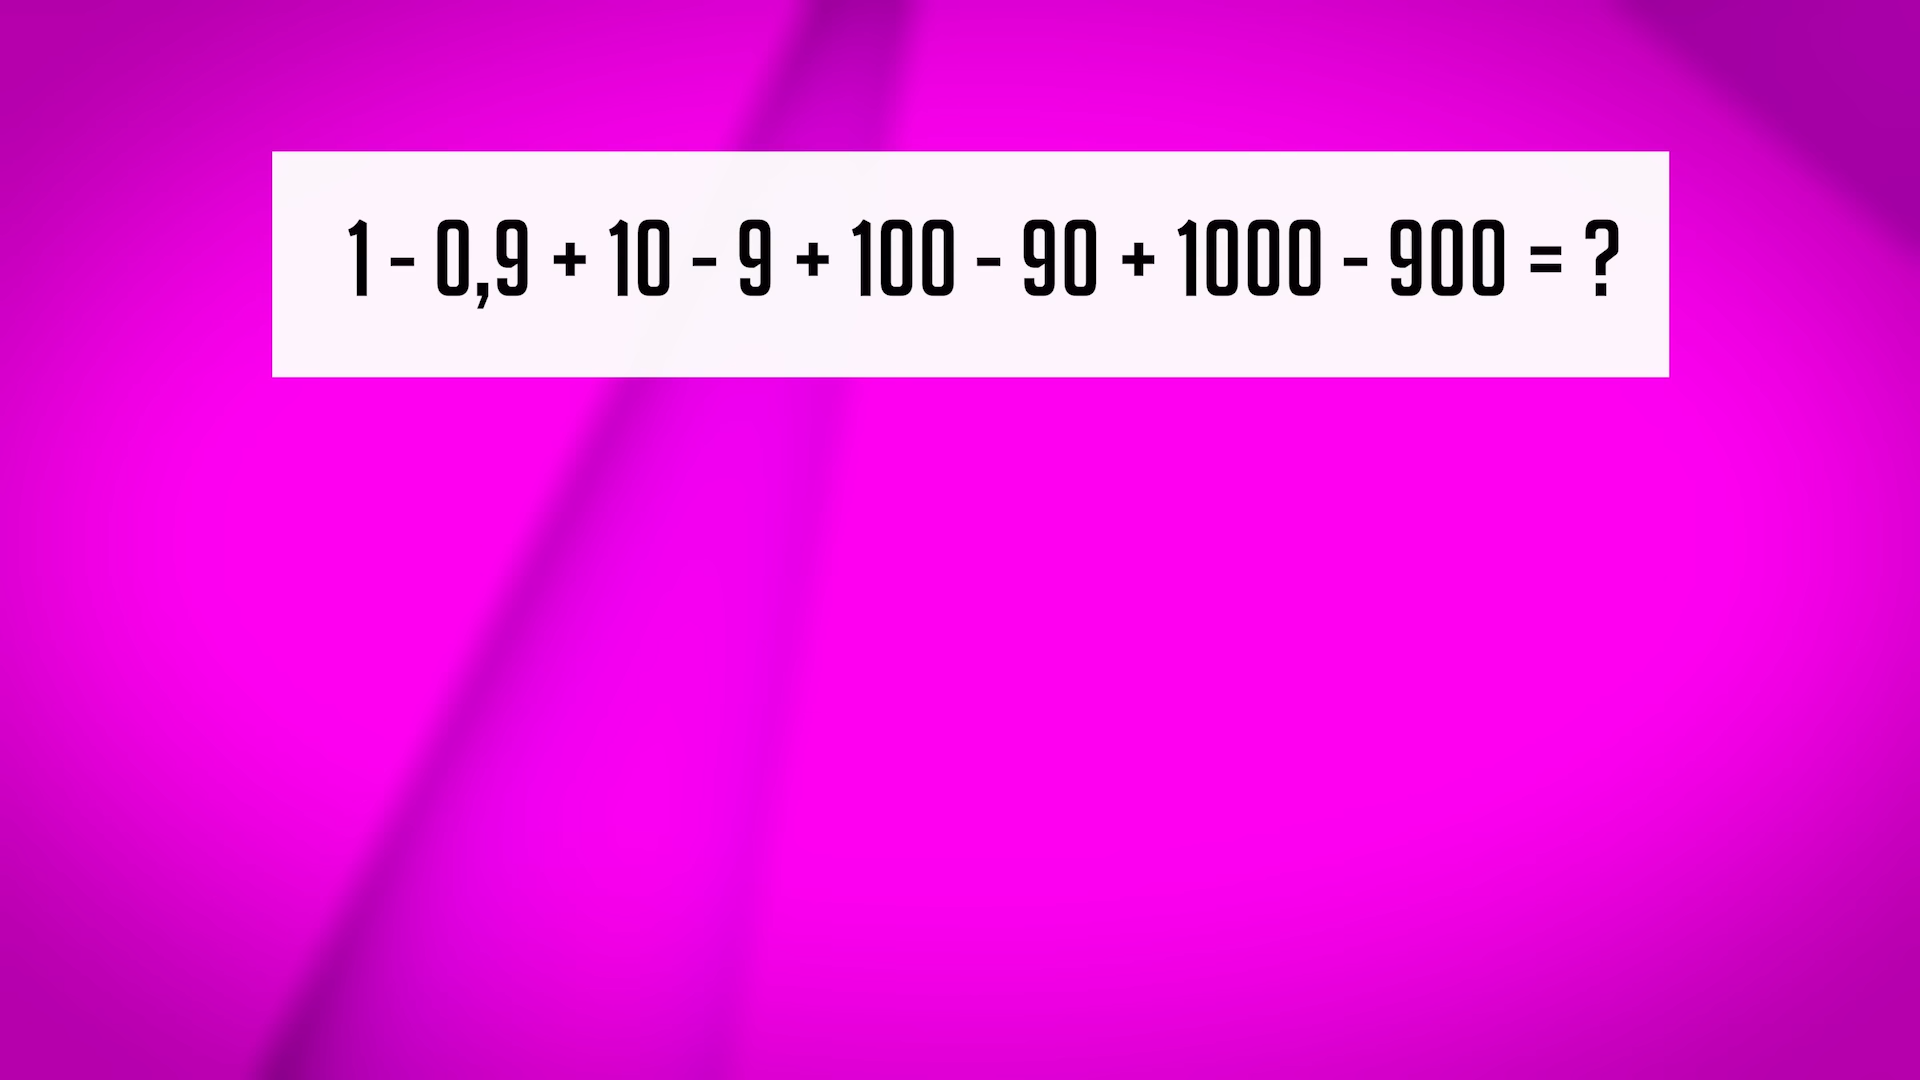 1 - 0,9 + 10 - 9 + 100 - 90 + 1000 - 900 = ?